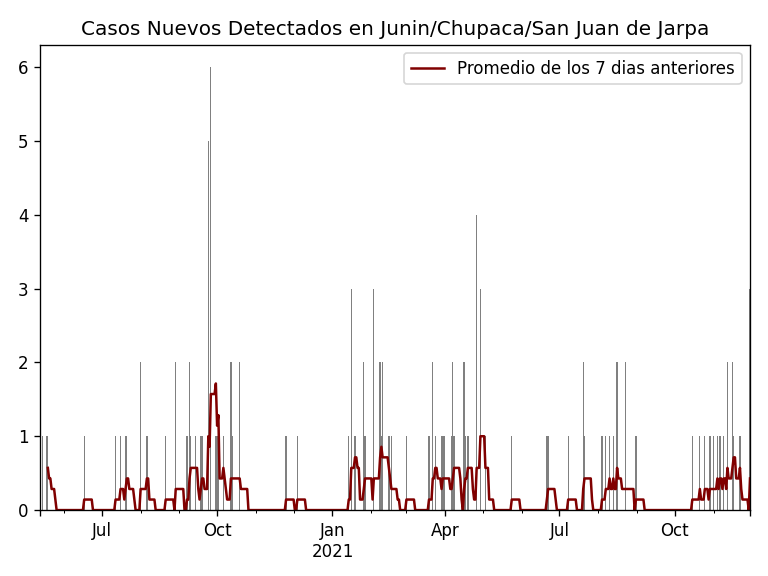 Casos Nuevos Detectados en Junin/Chupaca/San Juan de Jarpa
Promedio de los 7 dias anteriores
6
5
4
3
2
1
0
Jul
Oct
Jan
2021
Apr
Jul
Oct